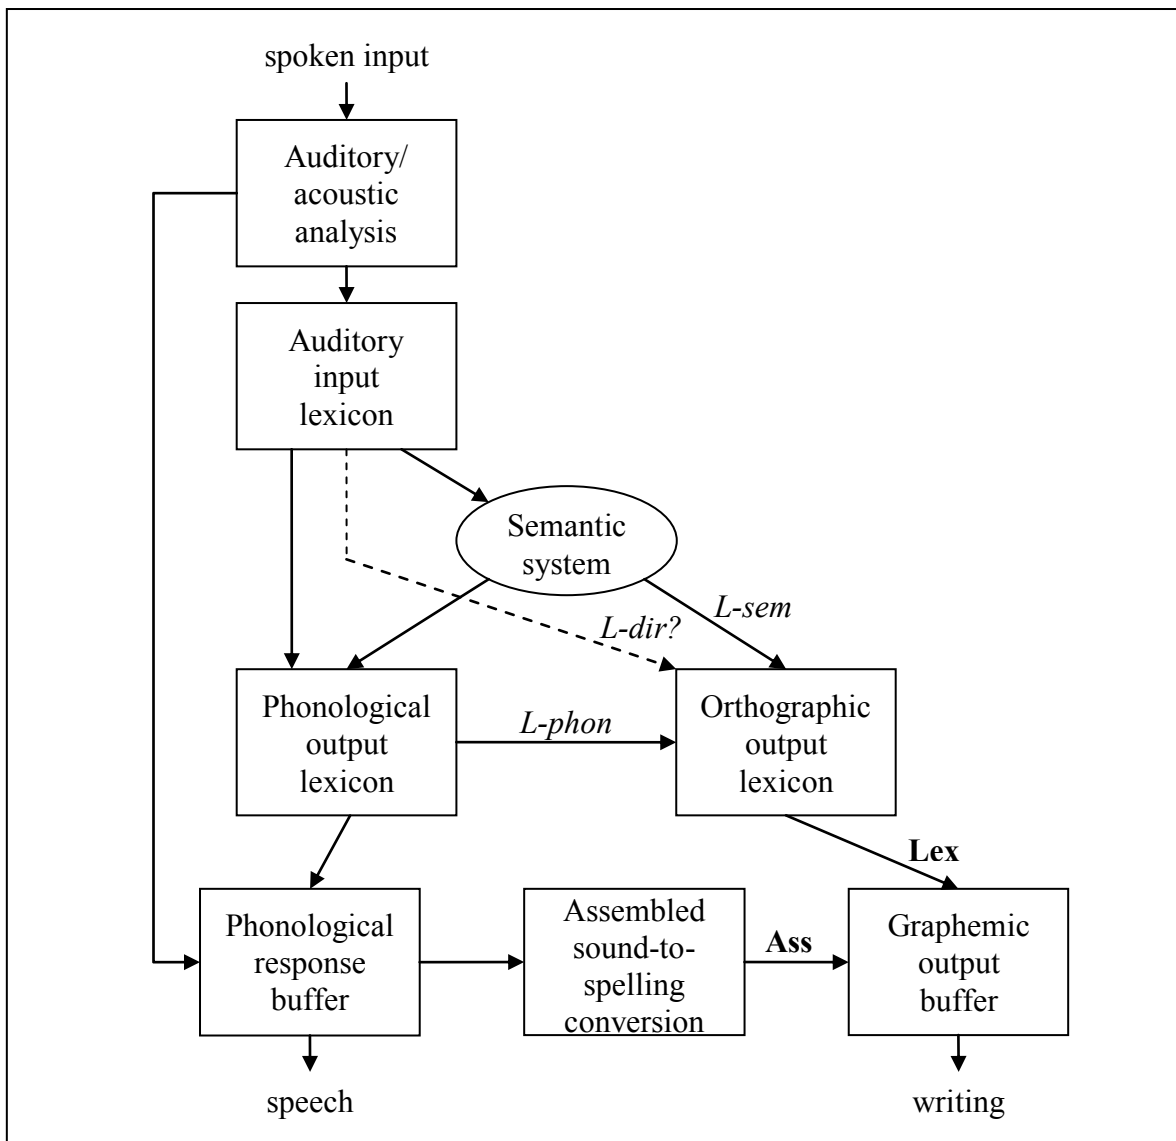 spoken input
Auditory/
acoustic
analysis
Auditory
input
lexicon
Semantic
system
L-sem
L-dir?
Phonological
output
lexicon
L-phon
Orthographic
output
lexicon
Lex
Phonological
response
buffer
Assembled
sound-to-
spelling
conversion
Ass
Graphemic
output
buffer
speech
writing